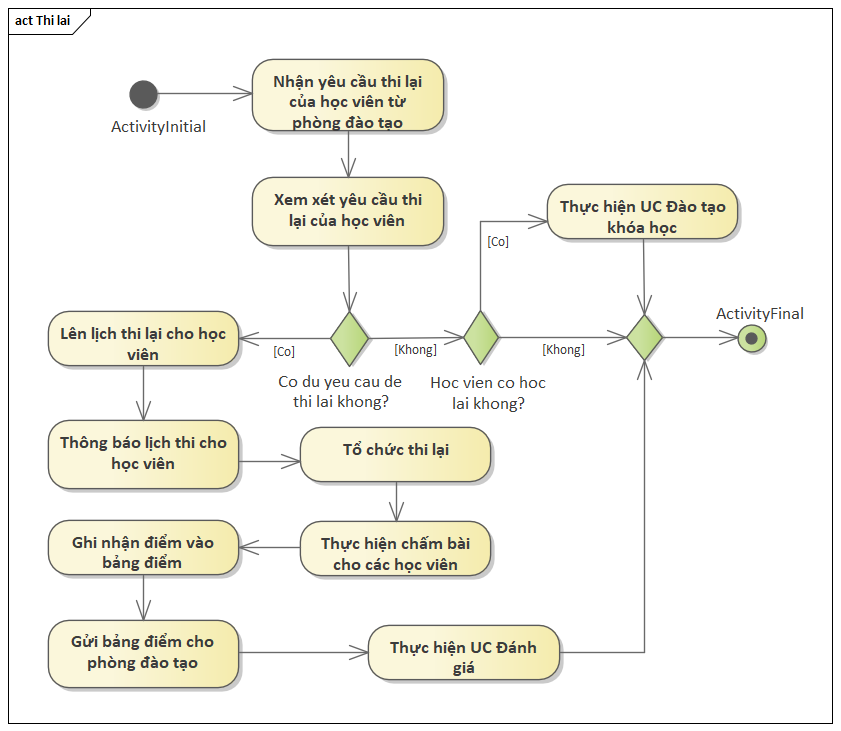 act Thi lai
Nhận yêu cầu thi lại
của học viên từ
phòng đào tạo
ActivityInitial
Xem xét yêu cầu thi
lại của học viên
Thực hiện UC Đào tạo
khóa học
[Co]
ActivityFinal
Lên lịch thi lại cho học
viên
[Co]
[Khong]
[Khong]
Co du yeu cau de
thi lai khong?
Hoc vien co hoc
lai khong?
Thông báo lịch thi cho
học viên
Tổ chức thi lại
Ghi nhận điểm vào
bảng điểm
Thực hiện chấm bài
cho các học viên
Gửi bảng điểm cho
phòng đào tạo
Thực hiện UC Đánh
giá